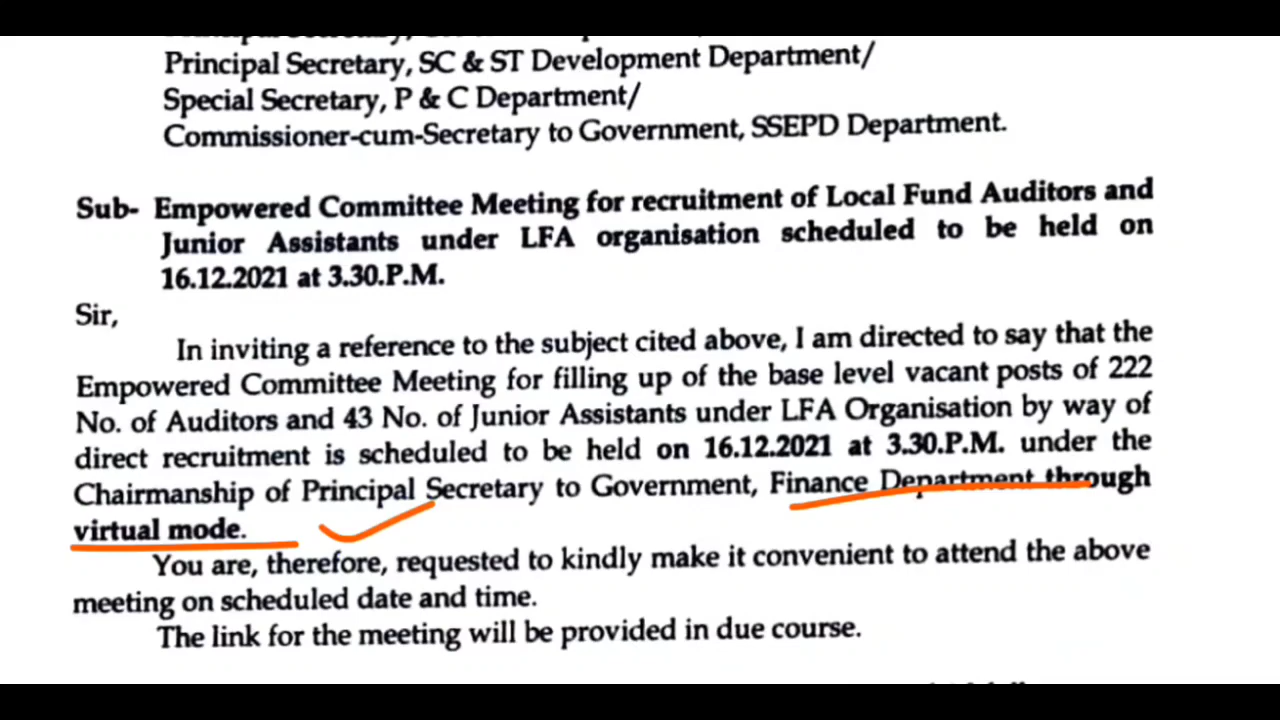 Principal Secretary, SC & ST Development Department/
Special Secretary, P & C Department/
Commissioner-cum-Secretary to Government, SSEPD Department.
Sub- Empowered Committee Meeting for recruitment of Local Fund Auditors and
Junior Assistants under LFA organisation scheduled to be held on
16.12.2021 at 3.30.P.M.
Sir,
In inviting a reference to the subject cited above, I am directed to say that the
Empowered Committee Meeting for filling up of the base level vacant posts of 222
No. of Auditors and 43 No. of Junior Assistants under LFA Organisation by way of
direct recruitment is scheduled to be held on 16.12.2021 at 3.30.P.M. under the
Chairmanship of Principal Secretary to Government, Finance Department through
virtual mode.
You are, therefore, requested to kindly make it convenient to attend the above
meeting on scheduled date and time.
The link for the meeting will be provided in due course.